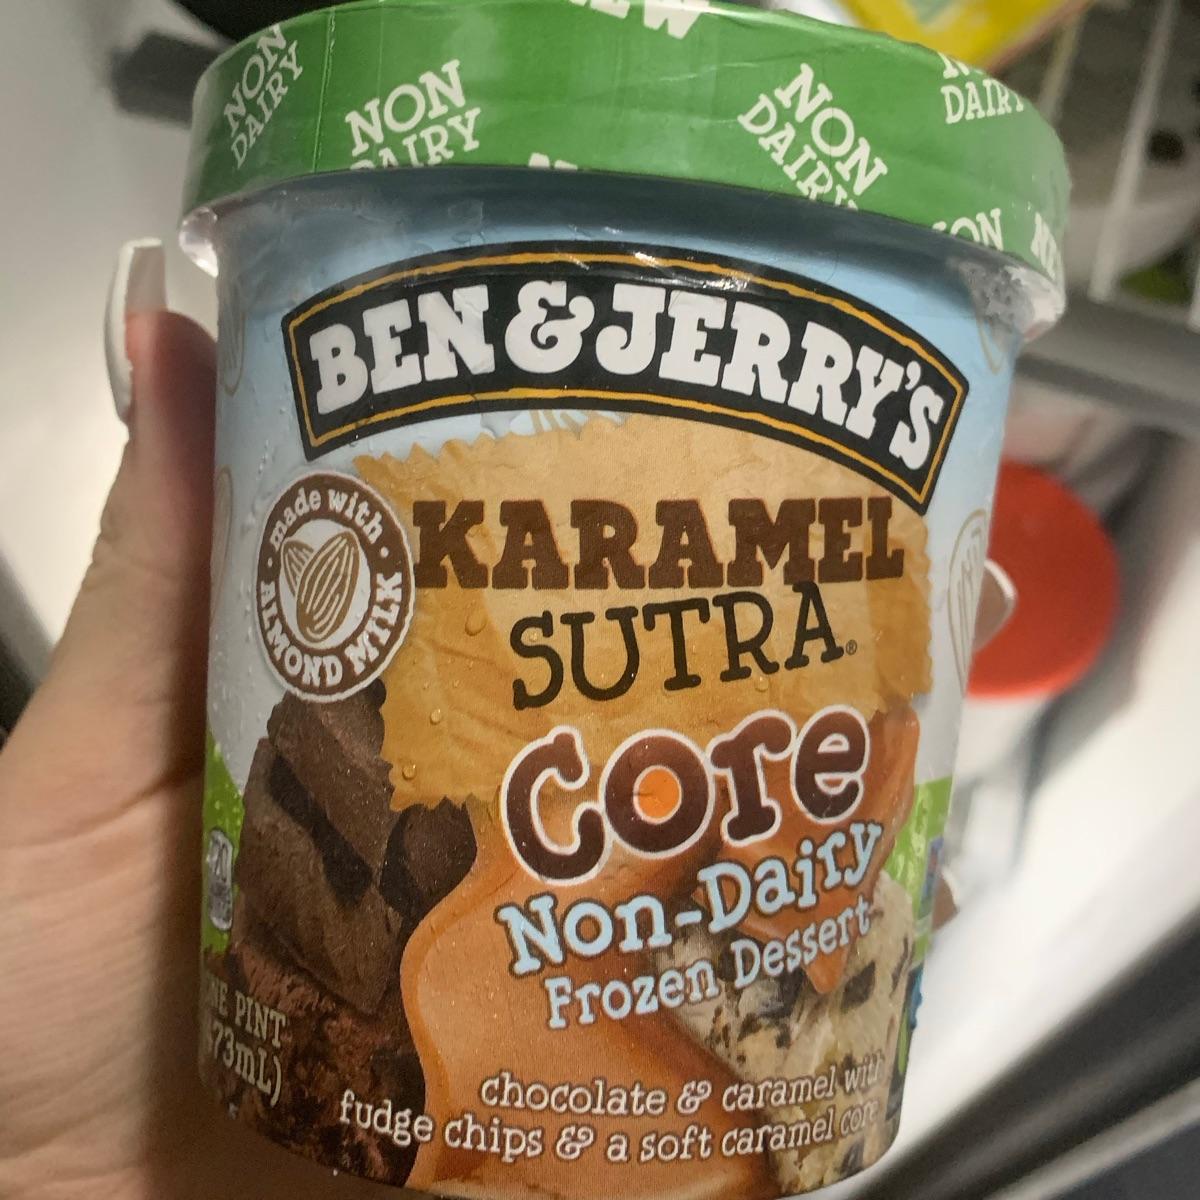 NON
DAIRY
NON
DAIRY
NON
DAIRY
DAIRY
NON
BEN & JERRY'S
made with
ALMOND MILK
KARAMEL
SUTRA®
Core
Non-Dairy
Frozen Dessert
PINT
chocolate & caramel with
fudge chips & a soft caramel core